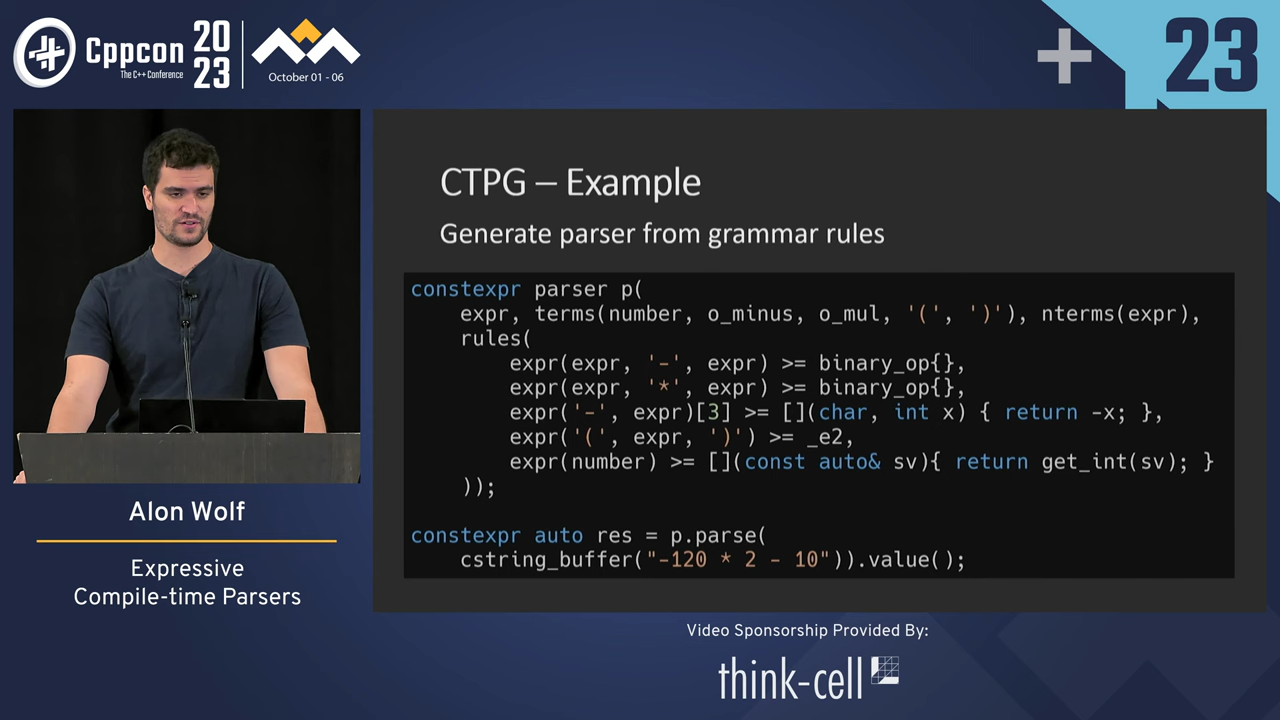 Cppcon
The C++ Conference
20
23
October 01 - 06
23
CTPG – Example
Generate parser from grammar rules
constexpr parser p(
    expr, terms(number, o_minus, o_mul, '(', ')'), nterms(expr),
    rules(
        expr(expr, '-', expr) >= binary_op{},
        expr(expr, '*', expr) >= binary_op{},
        expr('-', expr)[3] >= [](char, int x) { return -x; },
        expr('(', expr, ')') >= _e2,
        expr(number) >= [](const auto& sv){ return get_int(sv); }
    ));
constexpr auto res = p.parse(
    cstring_buffer("-120 * 2 - 10")).value();
Alon Wolf
Expressive
Compile-time Parsers
Video Sponsorship Provided By:
think-cell